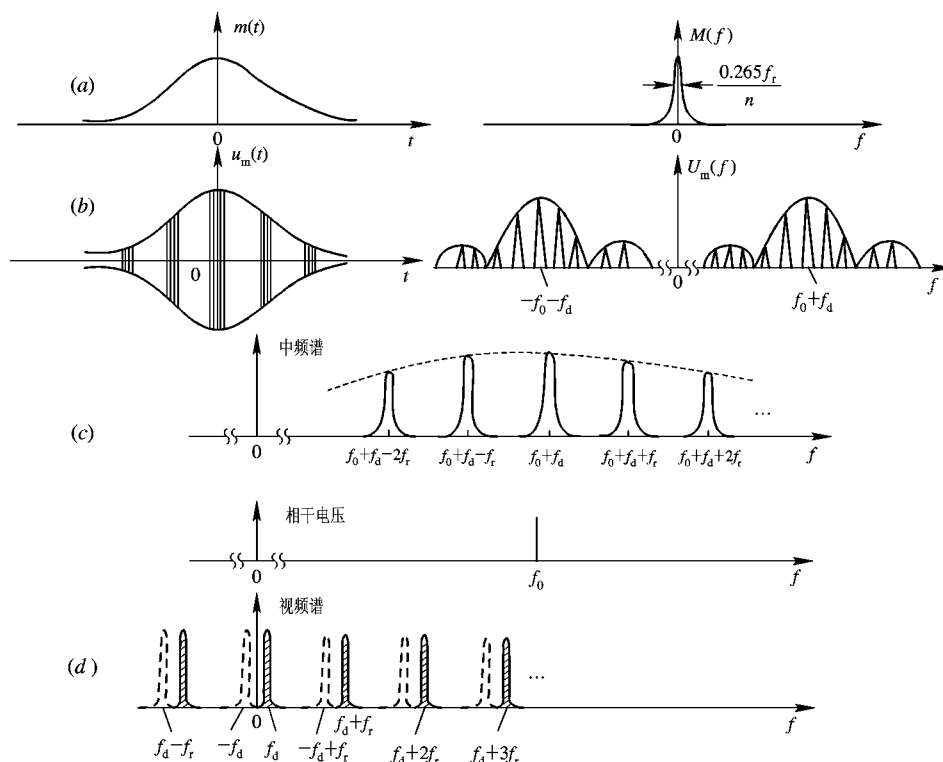 m(t)
M(f)
(a)
0.265f_r
n
0
t
0
f
u_m(t)
U_m(f)
(b)
0
t
0
f
-f_0-f_d
f_0+f_d
中频谱
(c)
...
0
f_0+f_d-2f_r
f_0+f_d-f_r
f_0+f_d
f_0+f_d+f_r
f_0+f_d+2f_r
f
相干电压
0
f_0
f
视频谱
(d)
...
0
f_d+f_r
f
f_d-f_r
-f_d
f_d
-f_d+f_r
f_d+2f_r
f_d+3f_r